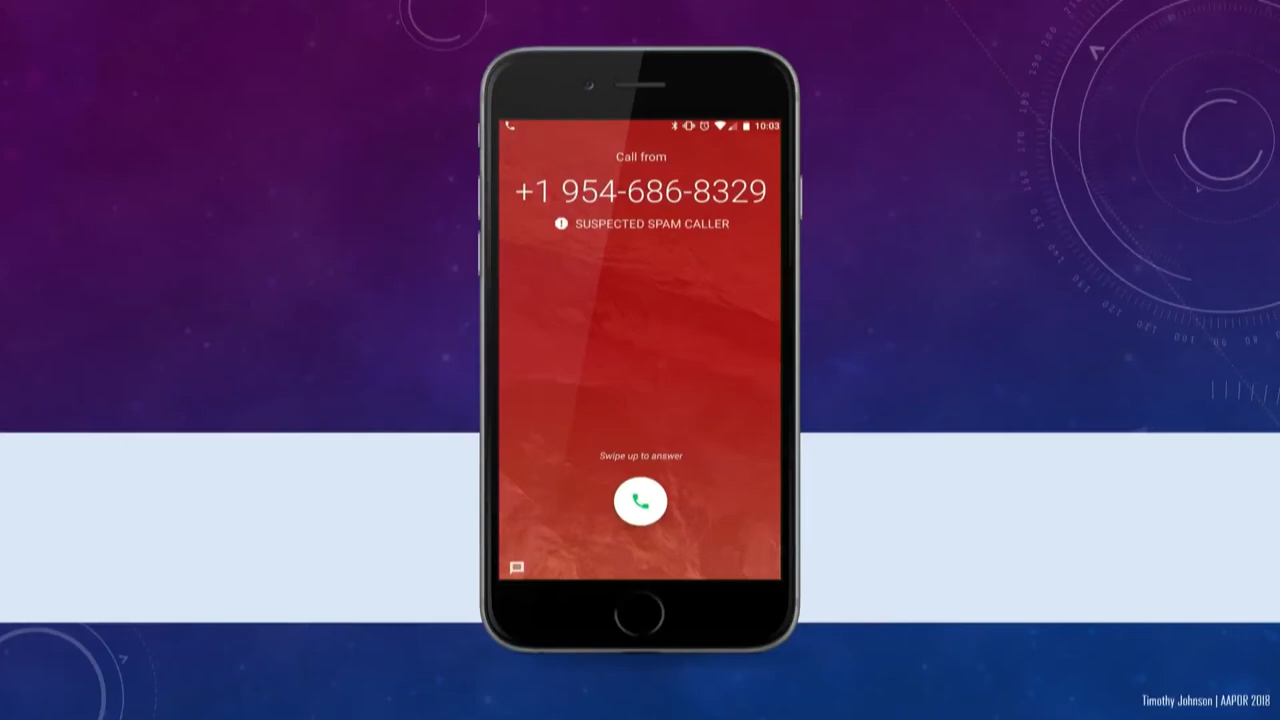 10:03
Call from
+1 954-686-8329
SUSPECTED SPAM CALLER
Swipe up to answer
Timothy Johnson | AAPOR 2018